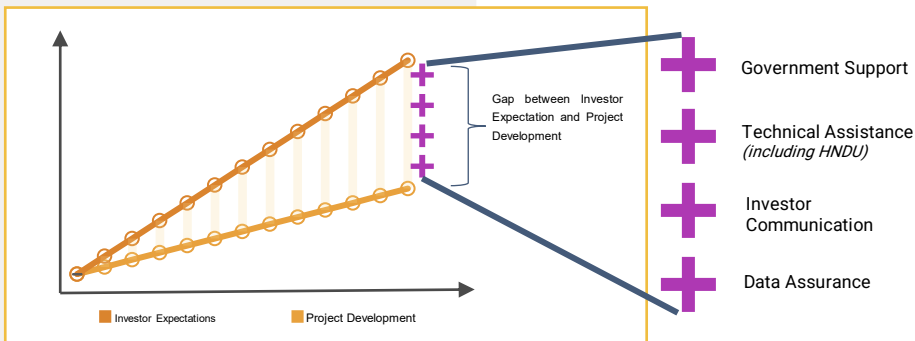 Gap between Investor
Expectation and Project
Development
Investor Expectations
Project Development
Government Support
Technical Assistance
(including HNDU)
Investor
Communication
Data Assurance